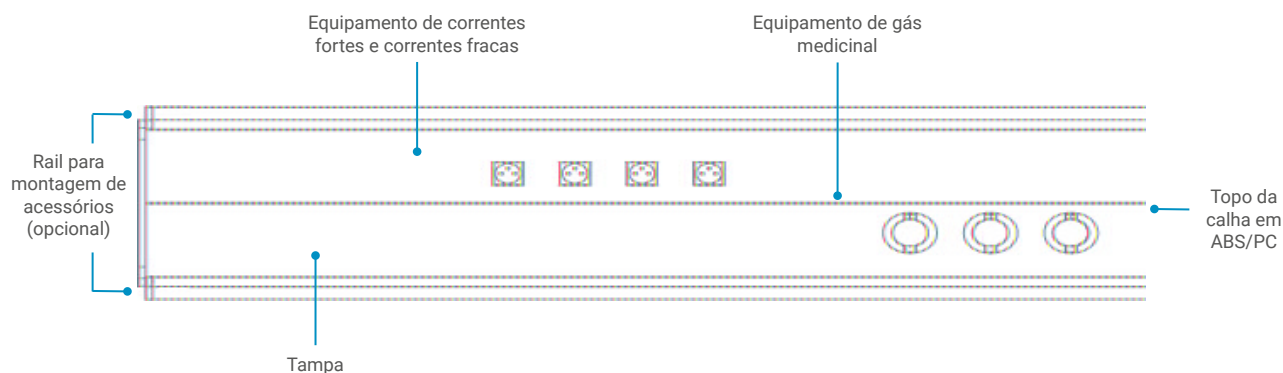 Equipamento de correntes
fortes e correntes fracas
Equipamento de gás
medicinal
Rail para
montagem de
acessórios
(opcional)
Topo da
calha em
ABS/PC
Tampa